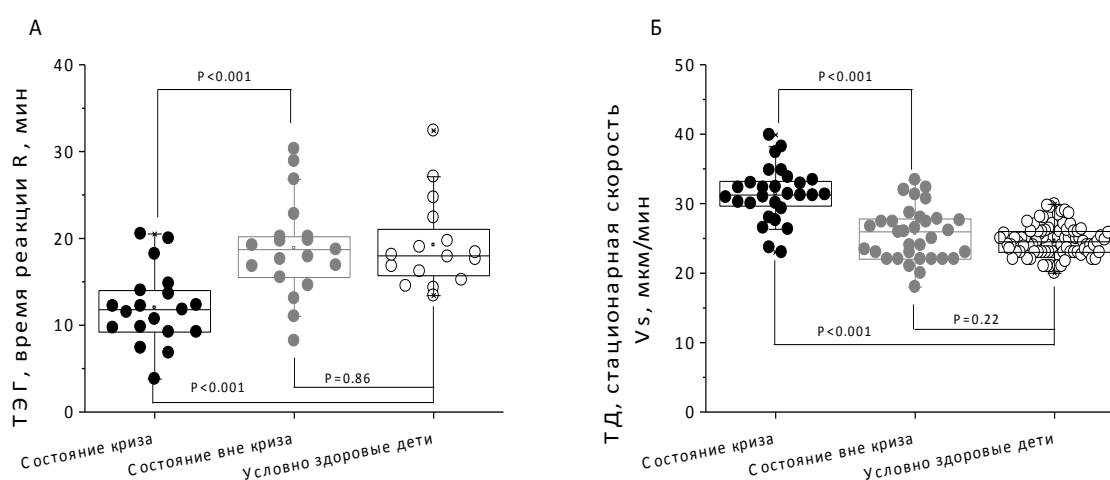 А
ТЭГ, время реакции R, мин
40
30
20
10
0
P<0.001
P<0.001
P=0.86
Состояние криза
Состояние вне криза
Условно здоровые дети
Б
ТД, стационарная скорость
Vs, мкм/мин
50
40
30
20
10
0
P<0.001
P=0.22
P<0.001
Состояние криза
Состояние вне криза
Условно здоровые дети